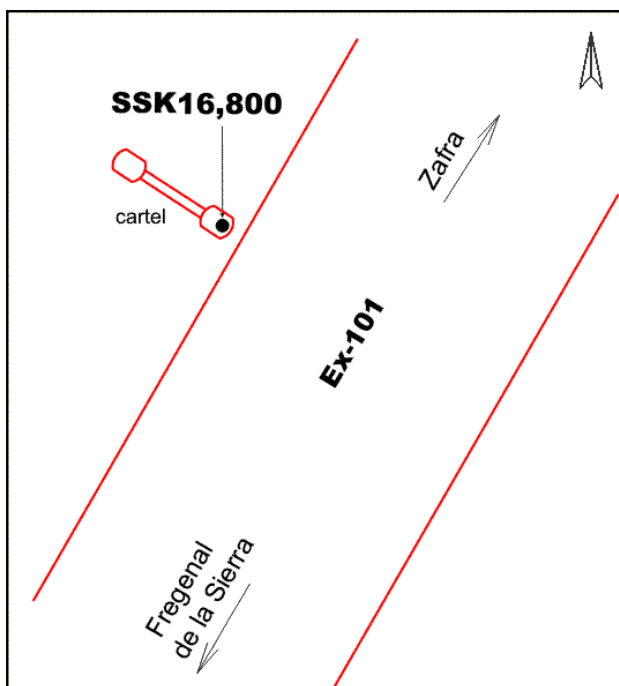 SSK16,800
cartel
Zafra
Ex-101
Fregenal
de la Sierra